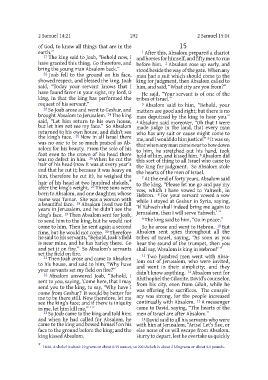 2 Samuel 14:21
292
2 Samuel 15:14
of God, to know all things that are in the
earth."
21 The king said to Joab, "Behold now, I
have granted this thing. Go therefore, and
bring the young man Absalom back."
22 Joab fell to the ground on his face,
showed respect, and blessed the king. Joab
said, "Today your servant knows that I
have found favor in your sight, my lord, O
king, in that the king has performed the
request of his servant."
23 So Joab arose and went to Geshur, and
brought Absalom to Jerusalem. 24 The king
said, "Let him return to his own house,
but let him not see my face." So Absalom
returned to his own house, and didn't see
the king's face. 25 Now in all Israel there
was no one to be so much praised as Absalom
for his beauty. From the sole of his
foot even to the crown of his head there
was no defect in him. 26 When he cut the
hair of his head (now it was at every year's
end that he cut it; because it was heavy on
him, therefore he cut it), he weighed the
hair of his head at two hundred shekels,
after the king's weight. 27 Three sons were
born to Absalom, and one daughter, whose
name was Tamar. She was a woman with
a beautiful face. 28 Absalom lived two full
years in Jerusalem, and he didn't see the
king's face. 29 Then Absalom sent for Joab,
to send him to the king, but he would not
come to him. Then he sent again a second
time, but he would not come. 30 Therefore
he said to his servants, "Behold, Joab's field
is near mine, and he has barley there. Go
and set it on fire." So Absalom's servants
set the field on fire.
31 Then Joab arose and came to Absalom
to his house, and said to him, "Why have
your servants set my field on fire?"
32 Absalom answered Joab, "Behold, I
sent to you, saying, 'Come here, that I may
send you to the king, to say, "Why have I
come from Geshur? It would be better for
me to be there still. Now therefore, let me
see the king's face; and if there is iniquity
in me, let him kill me."'"
33 So Joab came to the king and told him;
and when he had called for Absalom, he
came to the king and bowed himself on his
face to the ground before the king; and the
king kissed Absalom.
15
1 After this, Absalom prepared a chariot
and horses for himself, and fifty men to run
before him. 2 Absalom rose up early, and
stood beside the way of the gate. When any
man had a suit which should come to the
king for judgment, then Absalom called to
him, and said, "What city are you from?"
He said, "Your servant is of one of the
tribes of Israel."
3 Absalom said to him, "Behold, your
matters are good and right; but there is no
man deputized by the king to hear you."
4 Absalom said moreover, "Oh that I were
made judge in the land, that every man
who has any suit or cause might come to
me, and I would do him justice!" 5 It was so,
that when any man came near to bow down
to him, he stretched out his hand, took
hold of him, and kissed him. 6 Absalom did
this sort of thing to all Israel who came to
the king for judgment. So Absalom stole
the hearts of the men of Israel.
7 At the end of forty years, Absalom said
to the king, "Please let me go and pay my
vow, which I have vowed to Yahweh, in
Hebron. 8 For your servant vowed a vow
while I stayed at Geshur in Syria, saying,
'If Yahweh shall indeed bring me again to
Jerusalem, then I will serve Yahweh.'"
9 The king said to him, "Go in peace."
So he arose and went to Hebron. 10 But
Absalom sent spies throughout all the
tribes of Israel, saying, "As soon as you
hear the sound of the trumpet, then you
shall say, 'Absalom is king in Hebron!'"
11 Two hundred men went with Absalom
out of Jerusalem, who were invited,
and went in their simplicity; and they
didn't know anything. 12 Absalom sent for
Ahithophel the Gilonite, David's counselor,
from his city, even from Giloh, while he
was offering the sacrifices. The conspiracy
was strong, for the people increased
continually with Absalom. 13 A messenger
came to David, saying, "The hearts of the
men of Israel are after Absalom."
14 David said to all his servants who were
with him at Jerusalem, "Arise! Let's flee, or
else none of us will escape from Absalom.
Hurry to depart, lest he overtake us quickly